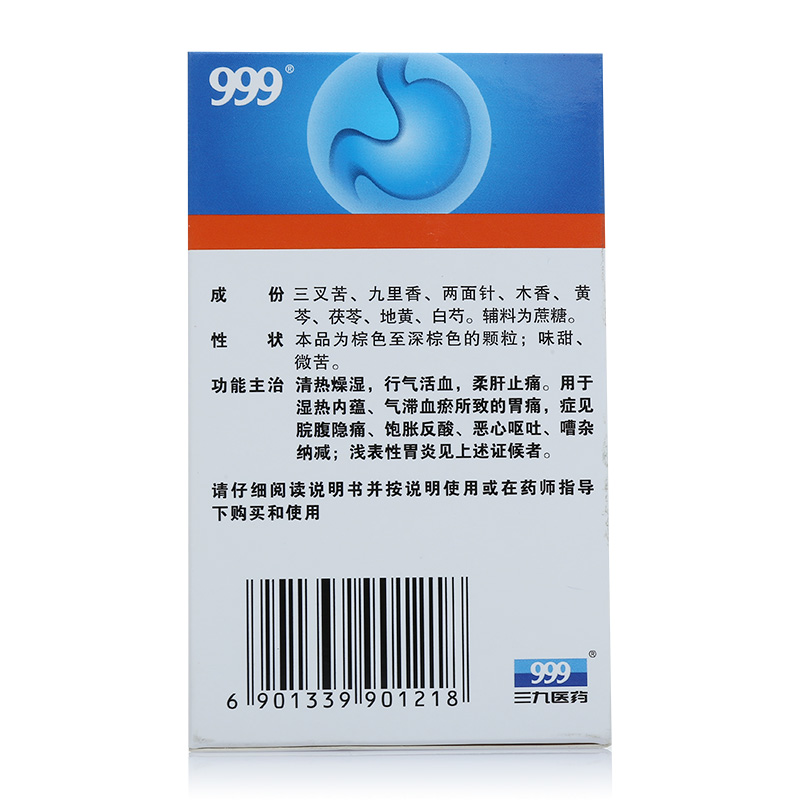 999®
成 份 三叉苦、九里香、两面针、木香、黄
芩、茯苓、地黄、白芍。辅料为蔗糖。
性 状 本品为棕色至深棕色的颗粒；味甜、
微苦。
功能主治 清热燥湿，行气活血，柔肝止痛。用于
湿热内蕴、气滞血瘀所致的胃痛，症见
脘腹隐痛、饱胀反酸、恶心呕吐、嘈杂
纳减；浅表性胃炎见上述证候者。
请仔细阅读说明书并按说明使用或在药师指导
下购买和使用
6 901339 901218
999®
三九医药